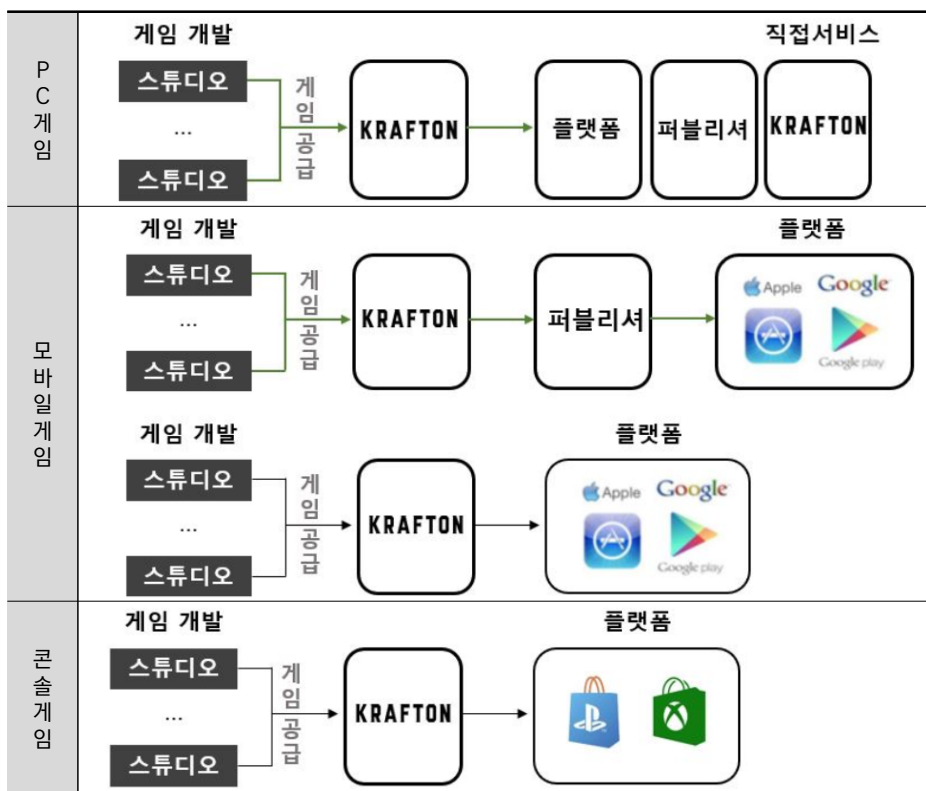 PC게임
게임 개발
직접서비스
스튜디오
...
스튜디오
게임 공급
KRAFTON
플랫폼
퍼블리셔
KRAFTON
모바일게임
게임 개발
플랫폼
스튜디오
...
스튜디오
게임 공급
KRAFTON
퍼블리셔
Apple
Google
Google play
게임 개발
플랫폼
스튜디오
...
스튜디오
게임 공급
KRAFTON
Apple
Google
Google play
콘솔게임
게임 개발
플랫폼
스튜디오
...
스튜디오
게임 공급
KRAFTON